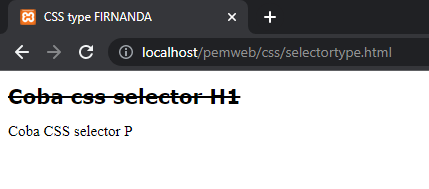 CSS type FIRNANDA
localhost/pemweb/css/selectortype.html
Coba css selector H1
Coba CSS selector P